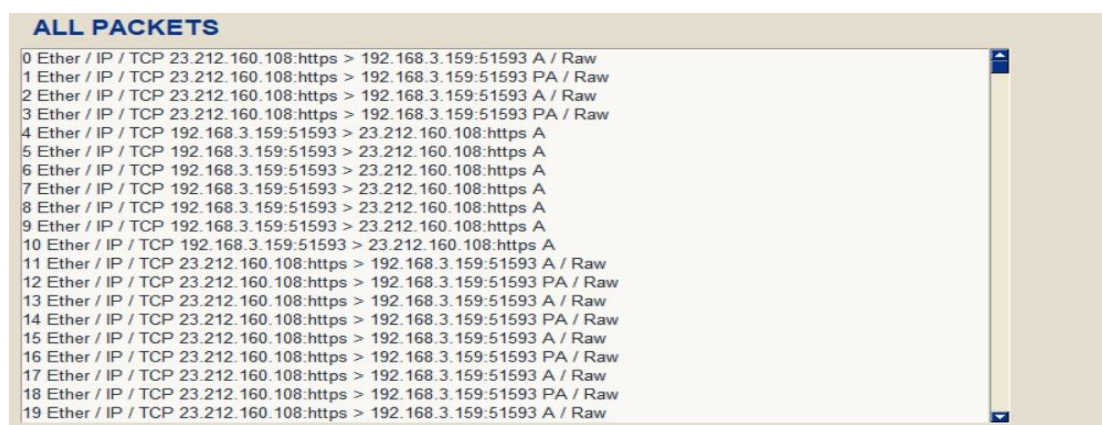 ALL PACKETS
0 Ether / IP / TCP 23.212.160.108:https > 192.168.3.159:51593 A / Raw
1 Ether / IP / TCP 23.212.160.108:https > 192.168.3.159:51593 PA / Raw
2 Ether / IP / TCP 23.212.160.108:https > 192.168.3.159:51593 A / Raw
3 Ether / IP / TCP 23.212.160.108:https > 192.168.3.159:51593 PA / Raw
4 Ether / IP / TCP 192.168.3.159:51593 > 23.212.160.108:https A
5 Ether / IP / TCP 192.168.3.159:51593 > 23.212.160.108:https A
6 Ether / IP / TCP 192.168.3.159:51593 > 23.212.160.108:https A
7 Ether / IP / TCP 192.168.3.159:51593 > 23.212.160.108:https A
8 Ether / IP / TCP 192.168.3.159:51593 > 23.212.160.108:https A
9 Ether / IP / TCP 192.168.3.159:51593 > 23.212.160.108:https A
10 Ether / IP / TCP 192.168.3.159:51593 > 23.212.160.108:https A
11 Ether / IP / TCP 23.212.160.108:https > 192.168.3.159:51593 A / Raw
12 Ether / IP / TCP 23.212.160.108:https > 192.168.3.159:51593 PA / Raw
13 Ether / IP / TCP 23.212.160.108:https > 192.168.3.159:51593 A / Raw
14 Ether / IP / TCP 23.212.160.108:https > 192.168.3.159:51593 PA / Raw
15 Ether / IP / TCP 23.212.160.108:https > 192.168.3.159:51593 A / Raw
16 Ether / IP / TCP 23.212.160.108:https > 192.168.3.159:51593 PA / Raw
17 Ether / IP / TCP 23.212.160.108:https > 192.168.3.159:51593 A / Raw
18 Ether / IP / TCP 23.212.160.108:https > 192.168.3.159:51593 PA / Raw
19 Ether / IP / TCP 23.212.160.108:https > 192.168.3.159:51593 A / Raw